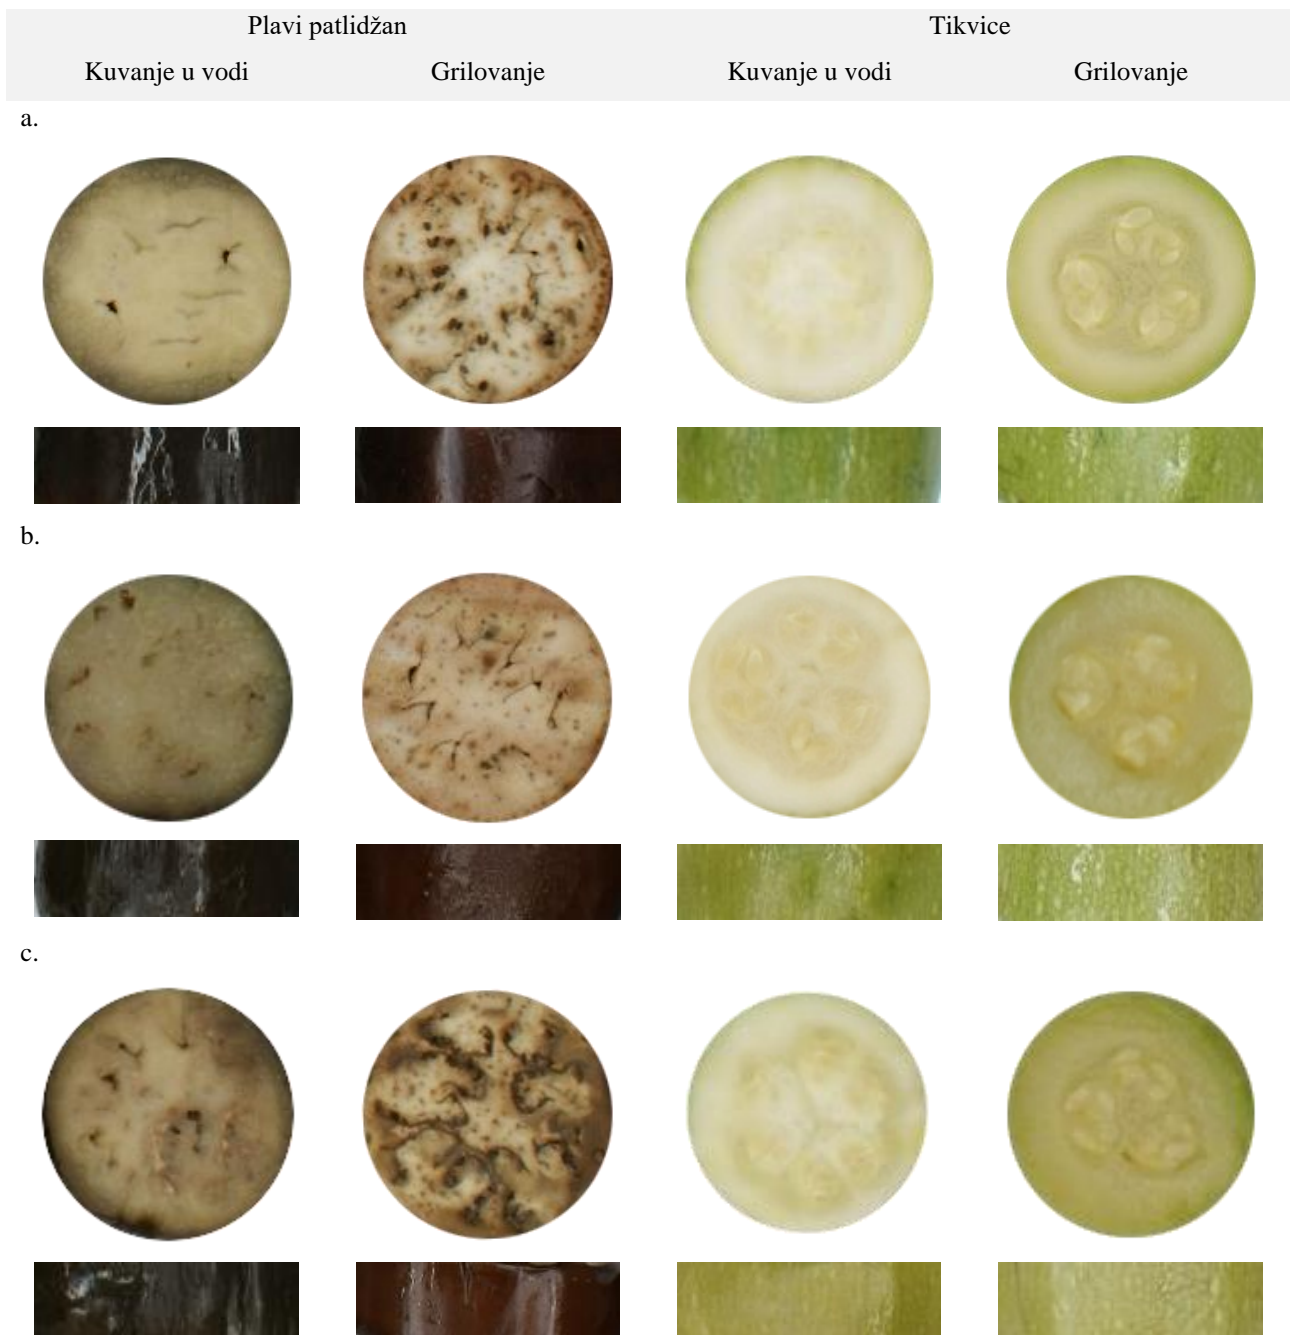 Plavi patlidžan Tikvice
Kuvanje u vodi Grilovanje Kuvanje u vodi Grilovanje
a.
b.
c.